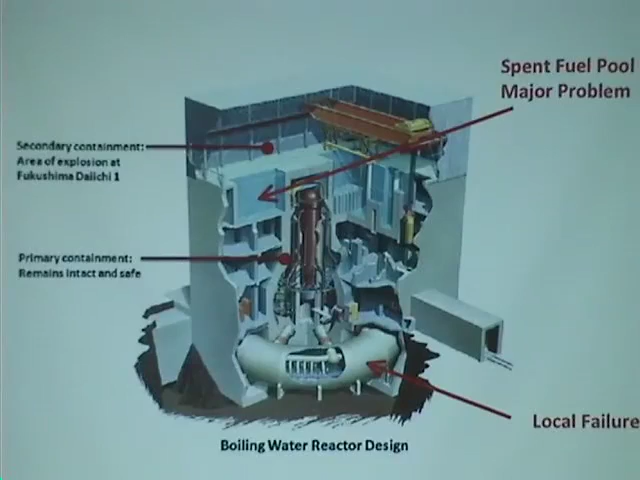 Spent Fuel Pool
Major Problem
Secondary containment:
Area of explosion at
Fukushima Daiichi 1
Primary containment:
Remains intact and safe
Local Failure
Boiling Water Reactor Design